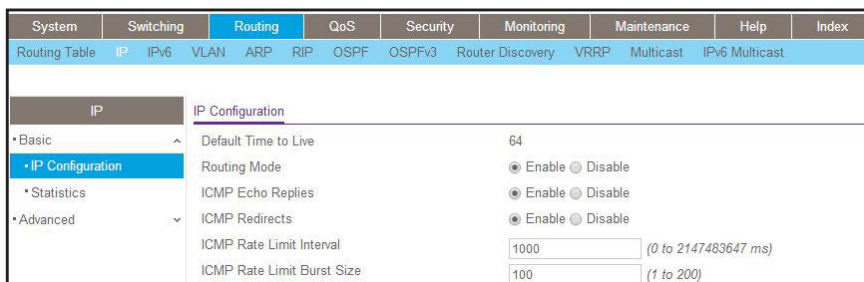 System Switching Routing QoS Security Monitoring Maintenance Help Index
Routing Table IP IPv6 VLAN ARP RIP OSPF OSPFv3 Router Discovery VRRP Multicast IPv6 Multicast
IP
IP Configuration
Basic
Default Time to Live 64
IP Configuration
Routing Mode Enable Disable
Statistics
ICMP Echo Replies Enable Disable
Advanced
ICMP Redirects Enable Disable
ICMP Rate Limit Interval 1000 (0 to 2147483647 ms)
ICMP Rate Limit Burst Size 100 (1 to 200)